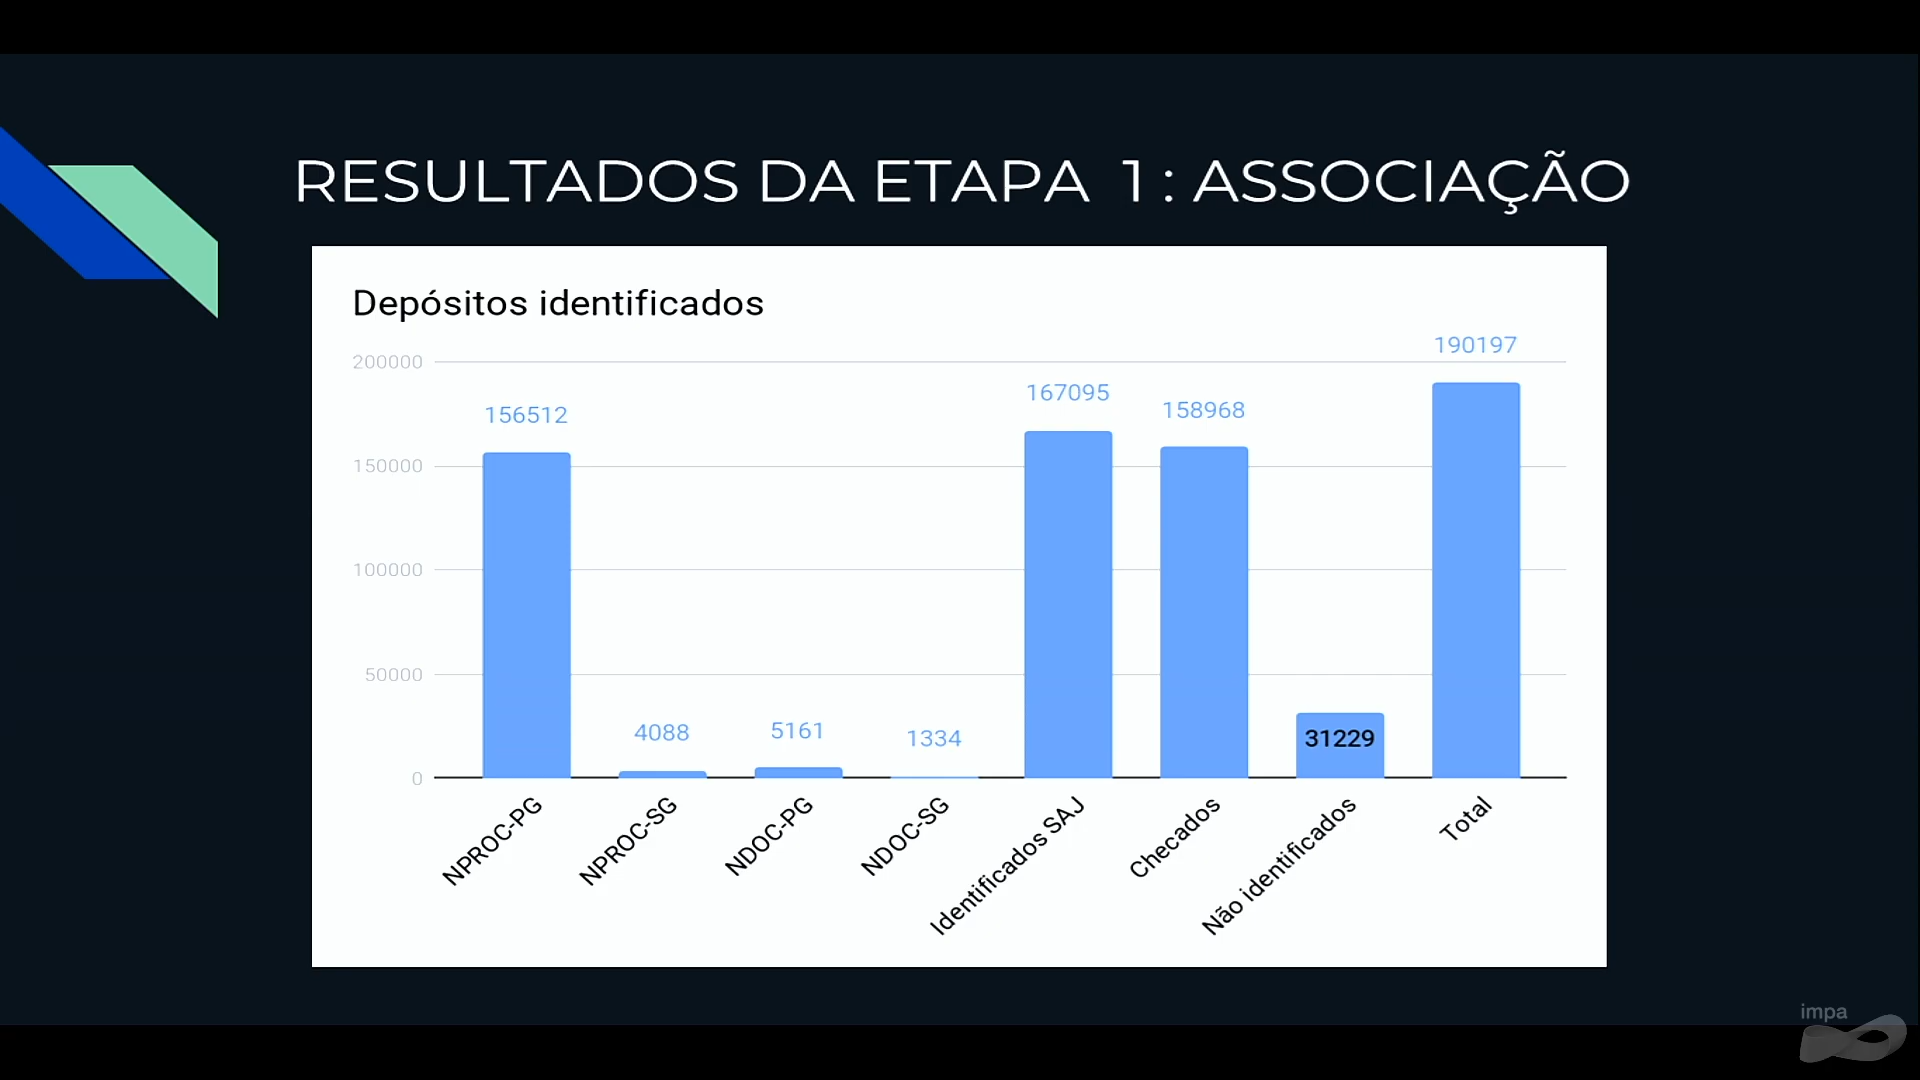 RESULTADOS DA ETAPA 1 : ASSOCIAÇÃO
Depósitos identificados
200000
150000
100000
50000
0
156512
4088
5161
1334
167095
158968
31229
190197
NPROC-PG
NPROC-SG
NDOC-PG
NDOC-SG
Identificados SAJ
Checados
Não identificados
Total
impa